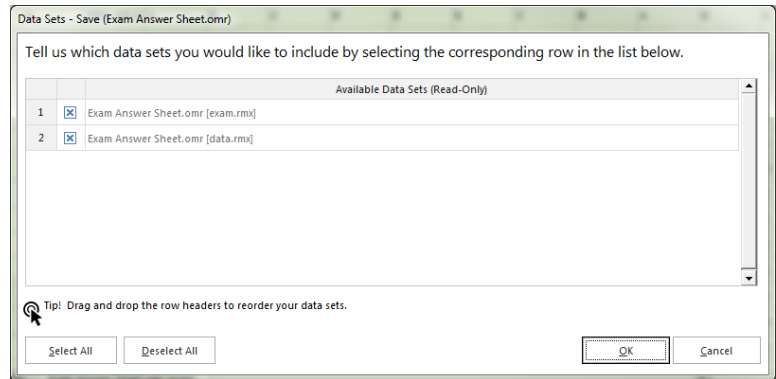 Data Sets - Save (Exam Answer Sheet.omr)
Tell us which data sets you would like to include by selecting the corresponding row in the list below.
Available Data Sets (Read-Only)
1 Exam Answer Sheet.omr [exam.rmx]
2 Exam Answer Sheet.omr [data.rmx]
Tip! Drag and drop the row headers to reorder your data sets.
Select All Deselect All OK Cancel